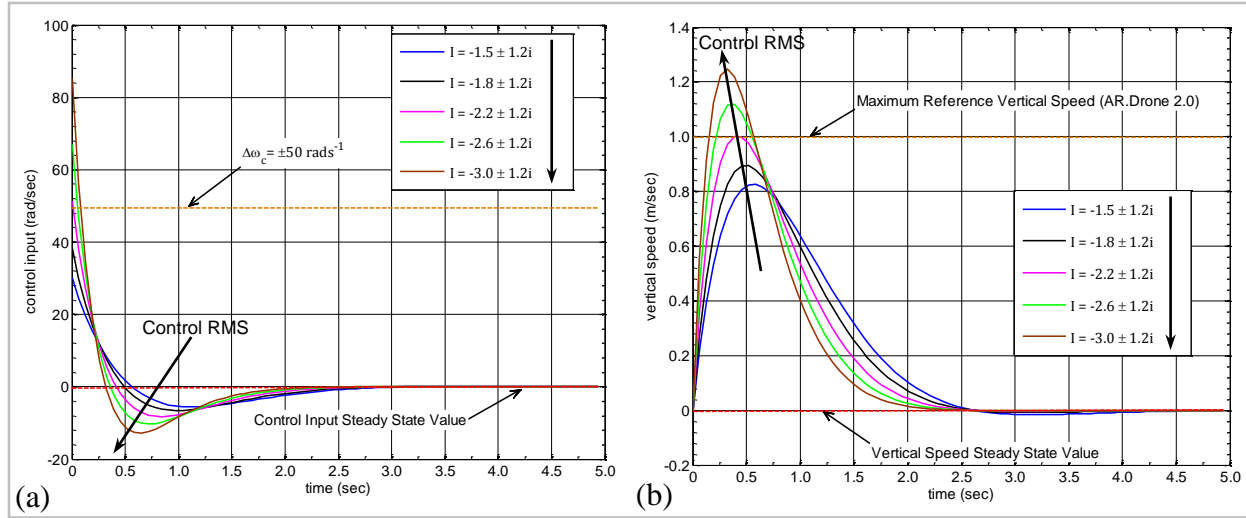 100
80
60
40
20
0
-20
control input (rad/sec)
I = -1.5 ± 1.2i
I = -1.8 ± 1.2i
I = -2.2 ± 1.2i
I = -2.6 ± 1.2i
I = -3.0 ± 1.2i
Δω_c = ±50 rads⁻¹
Control RMS
Control Input Steady State Value
0 0.5 1.0 1.5 2.0 2.5 3.0 3.5 4.0 4.5 5.0
time (sec)
(a)
1.4
1.2
1.0
0.8
0.6
0.4
0.2
0
-0.2
vertical speed (m/sec)
Control RMS
Maximum Reference Vertical Speed (AR.Drone 2.0)
I = -1.5 ± 1.2i
I = -1.8 ± 1.2i
I = -2.2 ± 1.2i
I = -2.6 ± 1.2i
I = -3.0 ± 1.2i
Vertical Speed Steady State Value
0 0.5 1.0 1.5 2.0 2.5 3.0 3.5 4.0 4.5 5.0
time (sec)
(b)